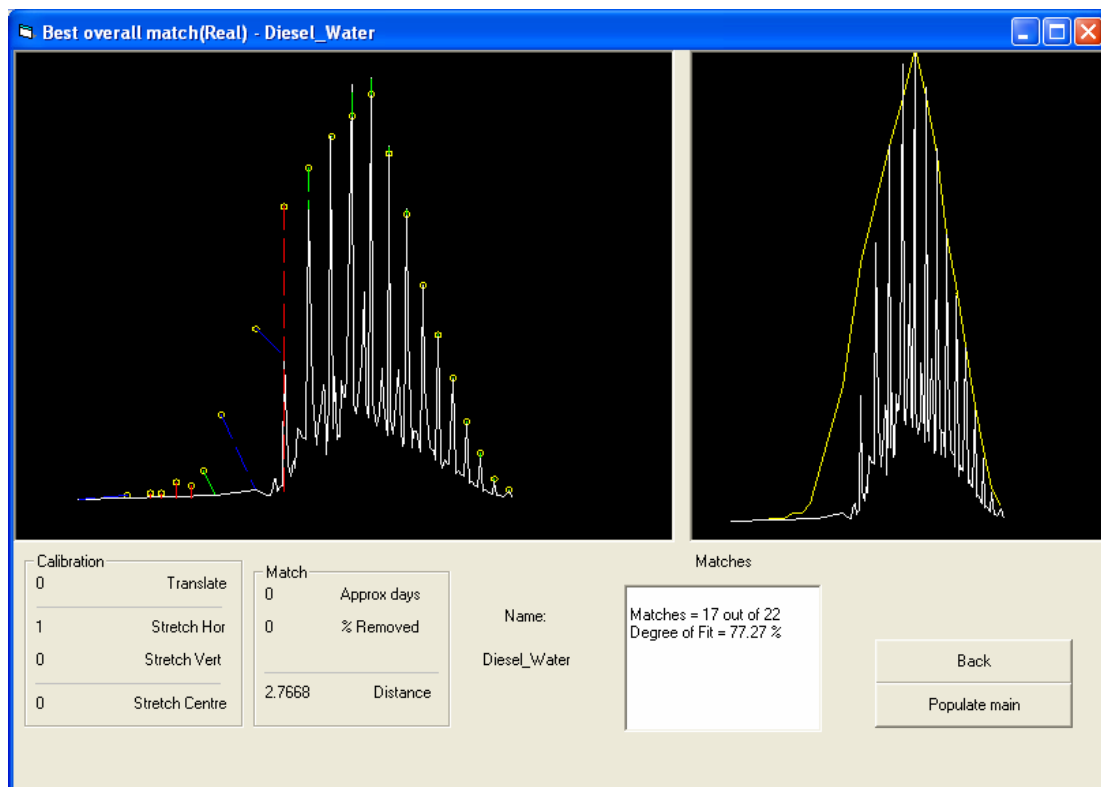 Best overall match(Real) - Diesel_Water
Calibration
0 Translate
1 Stretch Hor
0 Stretch Vert
0 Stretch Centre
Match
0 Approx days
0 % Removed
2.7668 Distance
Name:
Diesel_Water
Matches
Matches = 17 out of 22
Degree of Fit = 77.27 %
Back
Populate main